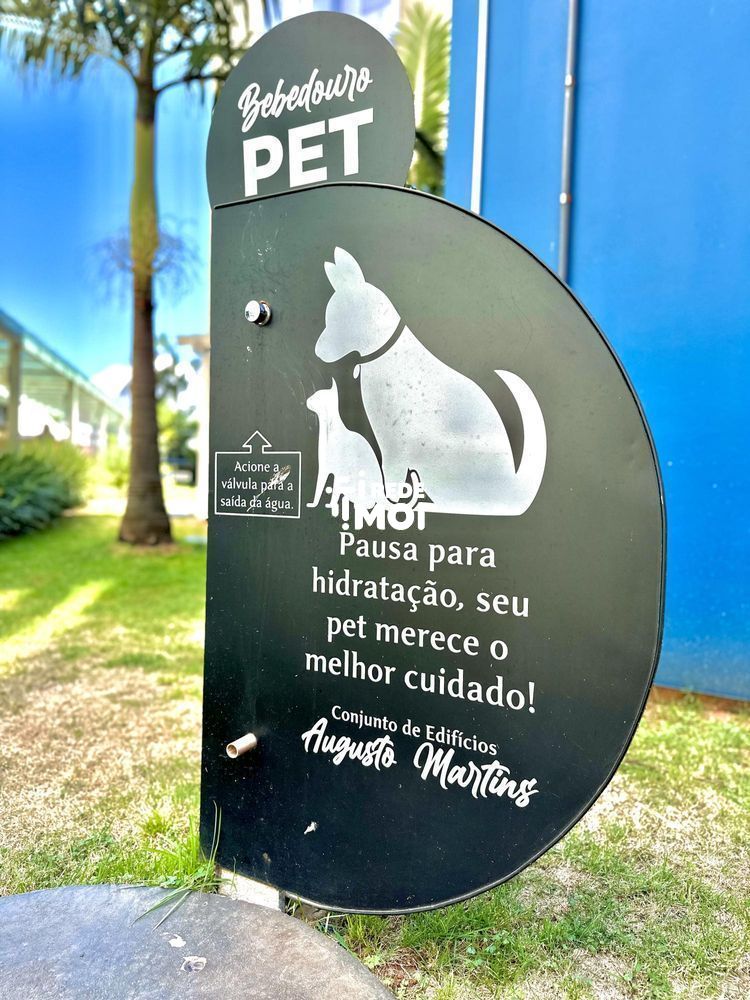 Bebedouro
PET
Acione a
válvula para a
saída da água.
Pausa para
hidratação, seu
pet merece o
melhor cuidado!
Conjunto de Edifícios
Augusto Martins